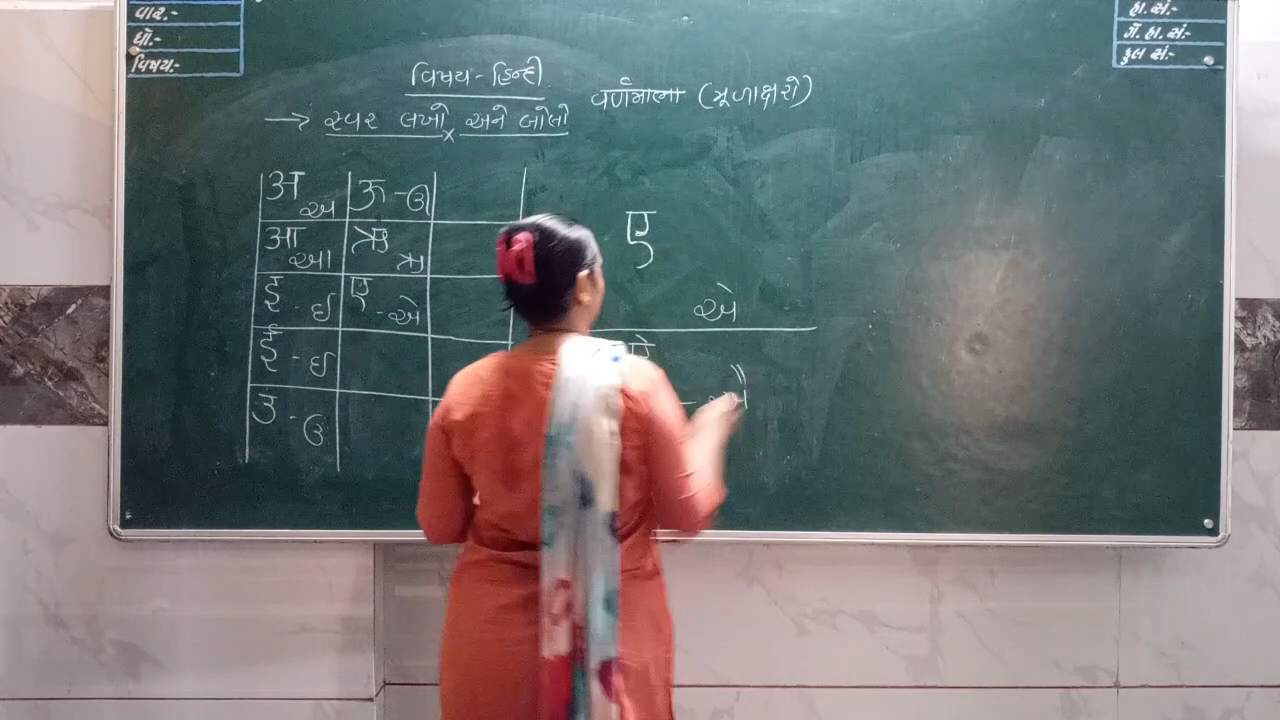 વાર:-
ધો.-
વિષય:-
હા. સં.-
ગે. હા. સં.-
કુલ સં:-
વિષય - હિન્દી
વર્ણમાળા (મૂળાક્ષરો)
→ સ્વર લખો અને બોલો
अ અ ऊ - ઊ
आ આ ऋ ઋ
इ - ઇ ए - એ
ई - ઈ
उ - ઉ
ए
એ
ऐ